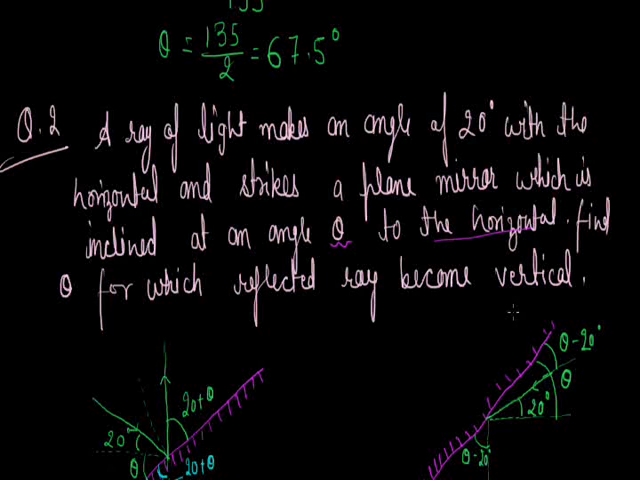 θ = 135/2 = 67.5°
Q.2 A ray of light makes an angle of 20° with the
horizontal and strikes a plane mirror which is
inclined at an angle θ to the horizontal. find
θ for which reflected ray become vertical.
θ-20°
20+θ
θ
20°
20°
θ
20+θ
θ-20°